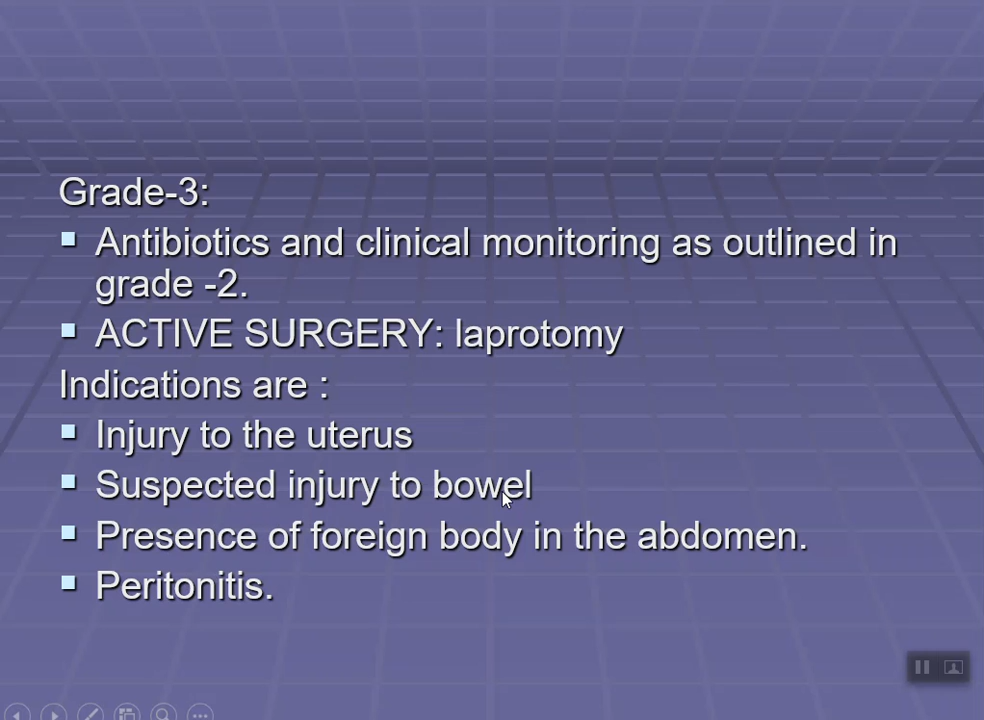 Grade-3:
Antibiotics and clinical monitoring as outlined in
grade -2.
ACTIVE SURGERY: laprotomy
Indications are :
Injury to the uterus
Suspected injury to bowel
Presence of foreign body in the abdomen.
Peritonitis.